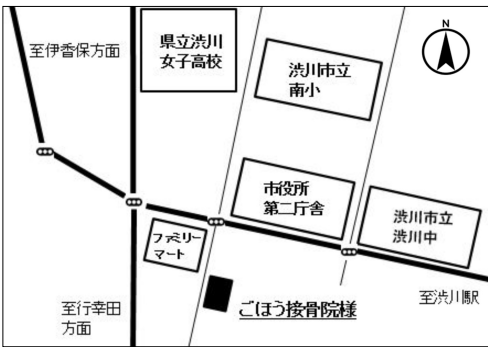 N
県立渋川
女子高校
至伊香保方面
渋川市立
南小
市役所
第二庁舎
渋川市立
渋川中
ファミリー
マート
至渋川駅
至行幸田
方面
ごほう接骨院様